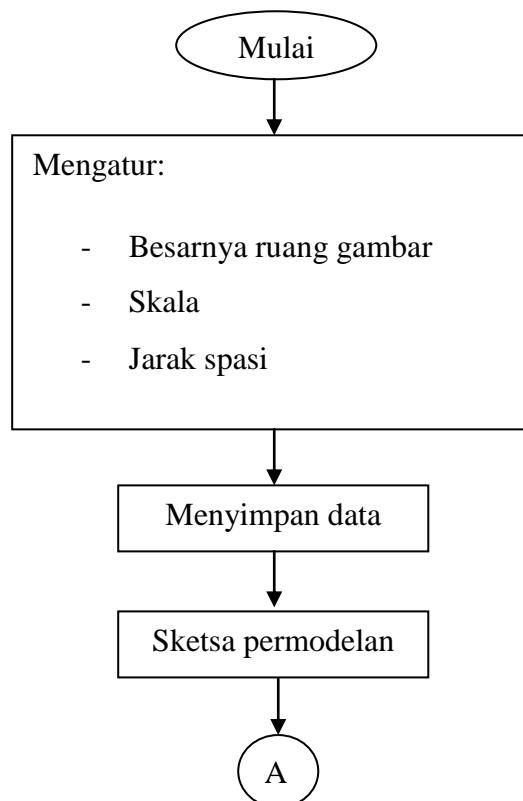 Mulai
Mengatur:
- Besarnya ruang gambar
- Skala
- Jarak spasi
Menyimpan data
Sketsa permodelan
A